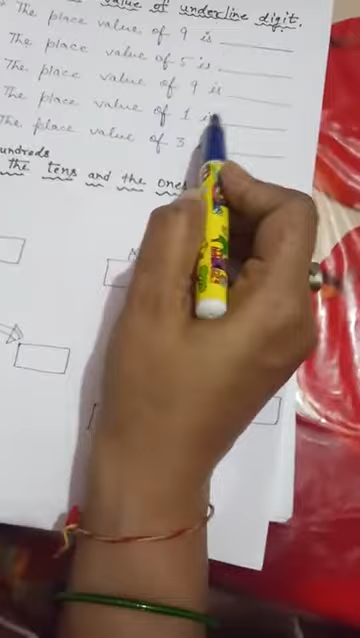 value of underline digit.
The place value of 9 is
The place value of 5 is
The place value of 9 is
The place value of 1 is
The place value of 3
the tens and the ones